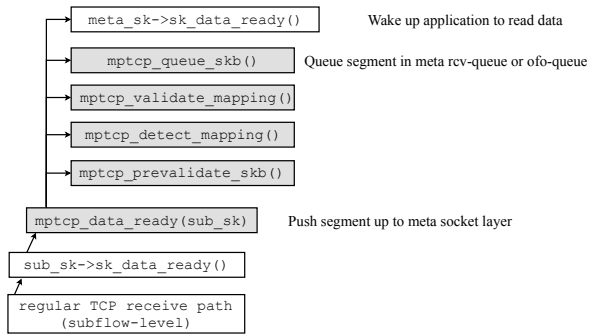 meta_sk->sk_data_ready() Wake up application to read data
mptcp_queue_skb() Queue segment in meta rcv-queue or ofo-queue
mptcp_validate_mapping()
mptcp_detect_mapping()
mptcp_prevalidate_skb()
mptcp_data_ready(sub_sk) Push segment up to meta socket layer
sub_sk->sk_data_ready()
regular TCP receive path
(subflow-level)